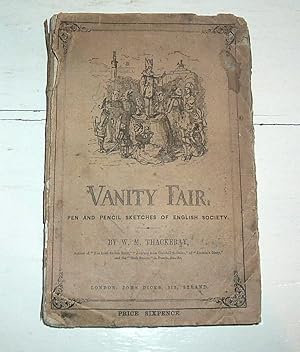 VANITY FAIR.
PEN AND PENCIL SKETCHES OF ENGLISH SOCIETY.
BY W. M. THACKERAY,
LONDON: JOHN DICKS, 313, STRAND.
PRICE SIXPENCE